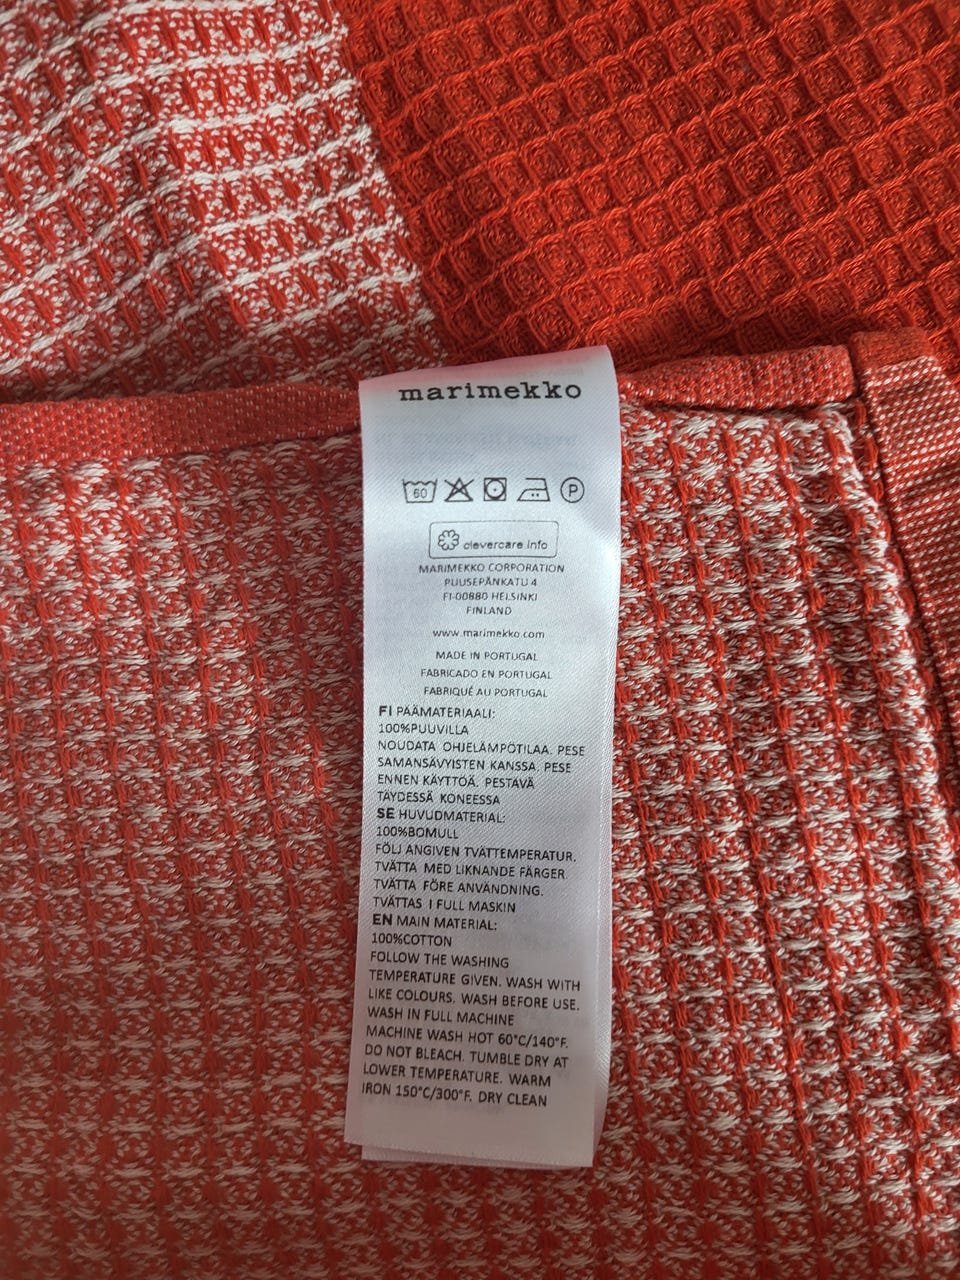 marimekko
60 P
clevercare.info
MARIMEKKO CORPORATION
PUUSEPÄNKATU 4
FI-00880 HELSINKI
FINLAND
www.marimekko.com
MADE IN PORTUGAL
FABRICADO EN PORTUGAL
FABRIQUÉ AU PORTUGAL
FI PÄÄMATERIAALI:
100%PUUVILLA
NOUDATA OHJELÄMPÖTILAA. PESE
SAMANSÄVYISTEN KANSSA. PESE
ENNEN KÄYTTÖÄ. PESTÄVÄ
TÄYDESSÄ KONEESSA
SE HUVUDMATERIAL:
100%BOMULL
FÖLJ ANGIVEN TVÄTTEMPERATUR.
TVÄTTA MED LIKNANDE FÄRGER.
TVÄTTA FÖRE ANVÄNDNING.
TVÄTTAS I FULL MASKIN
EN MAIN MATERIAL:
100%COTTON
FOLLOW THE WASHING
TEMPERATURE GIVEN. WASH WITH
LIKE COLOURS. WASH BEFORE USE.
WASH IN FULL MACHINE
MACHINE WASH HOT 60°C/140°F.
DO NOT BLEACH. TUMBLE DRY AT
LOWER TEMPERATURE. WARM
IRON 150°C/300°F. DRY CLEAN